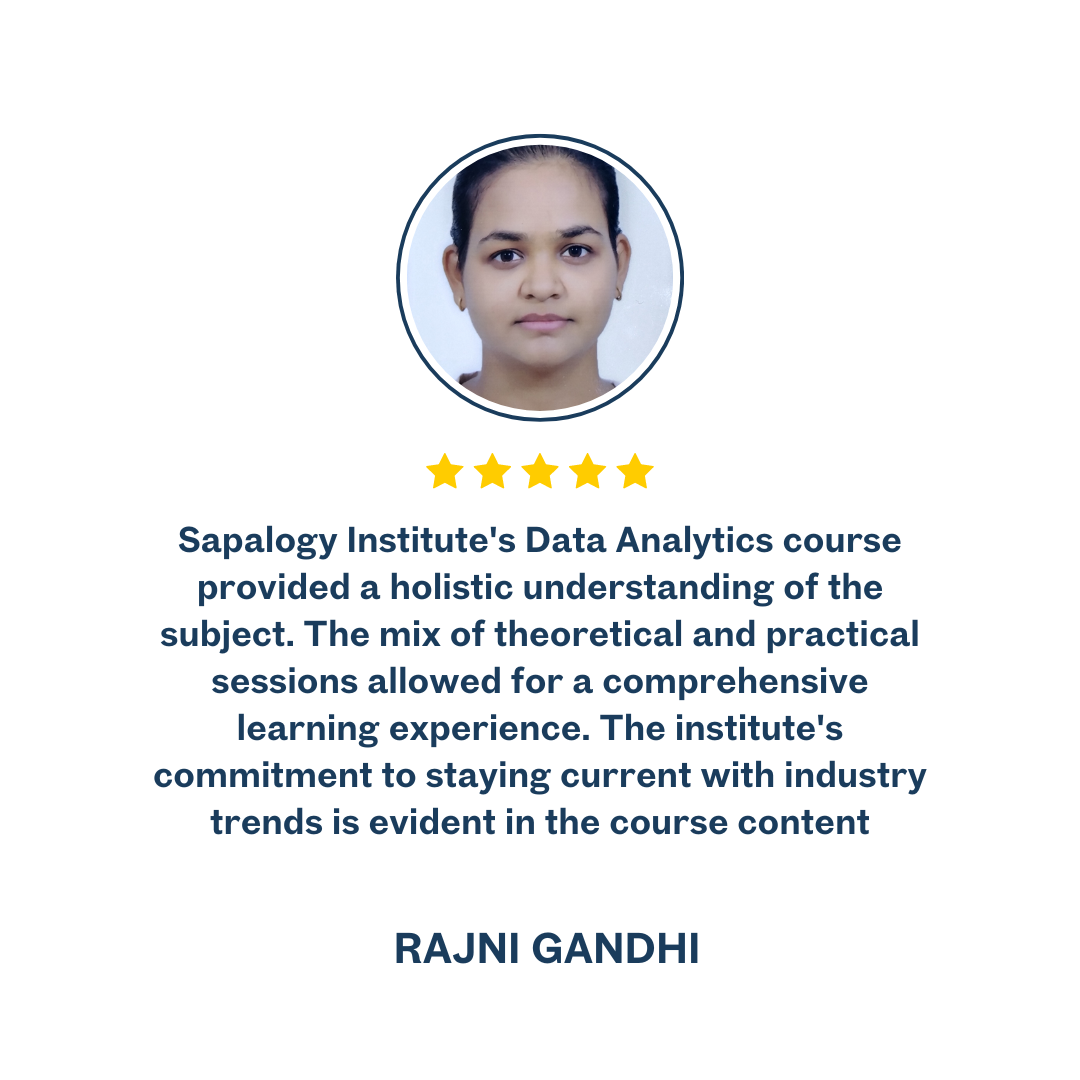 Sapalogy Institute's Data Analytics course
provided a holistic understanding of the
subject. The mix of theoretical and practical
sessions allowed for a comprehensive
learning experience. The institute's
commitment to staying current with industry
trends is evident in the course content
RAJNI GANDHI